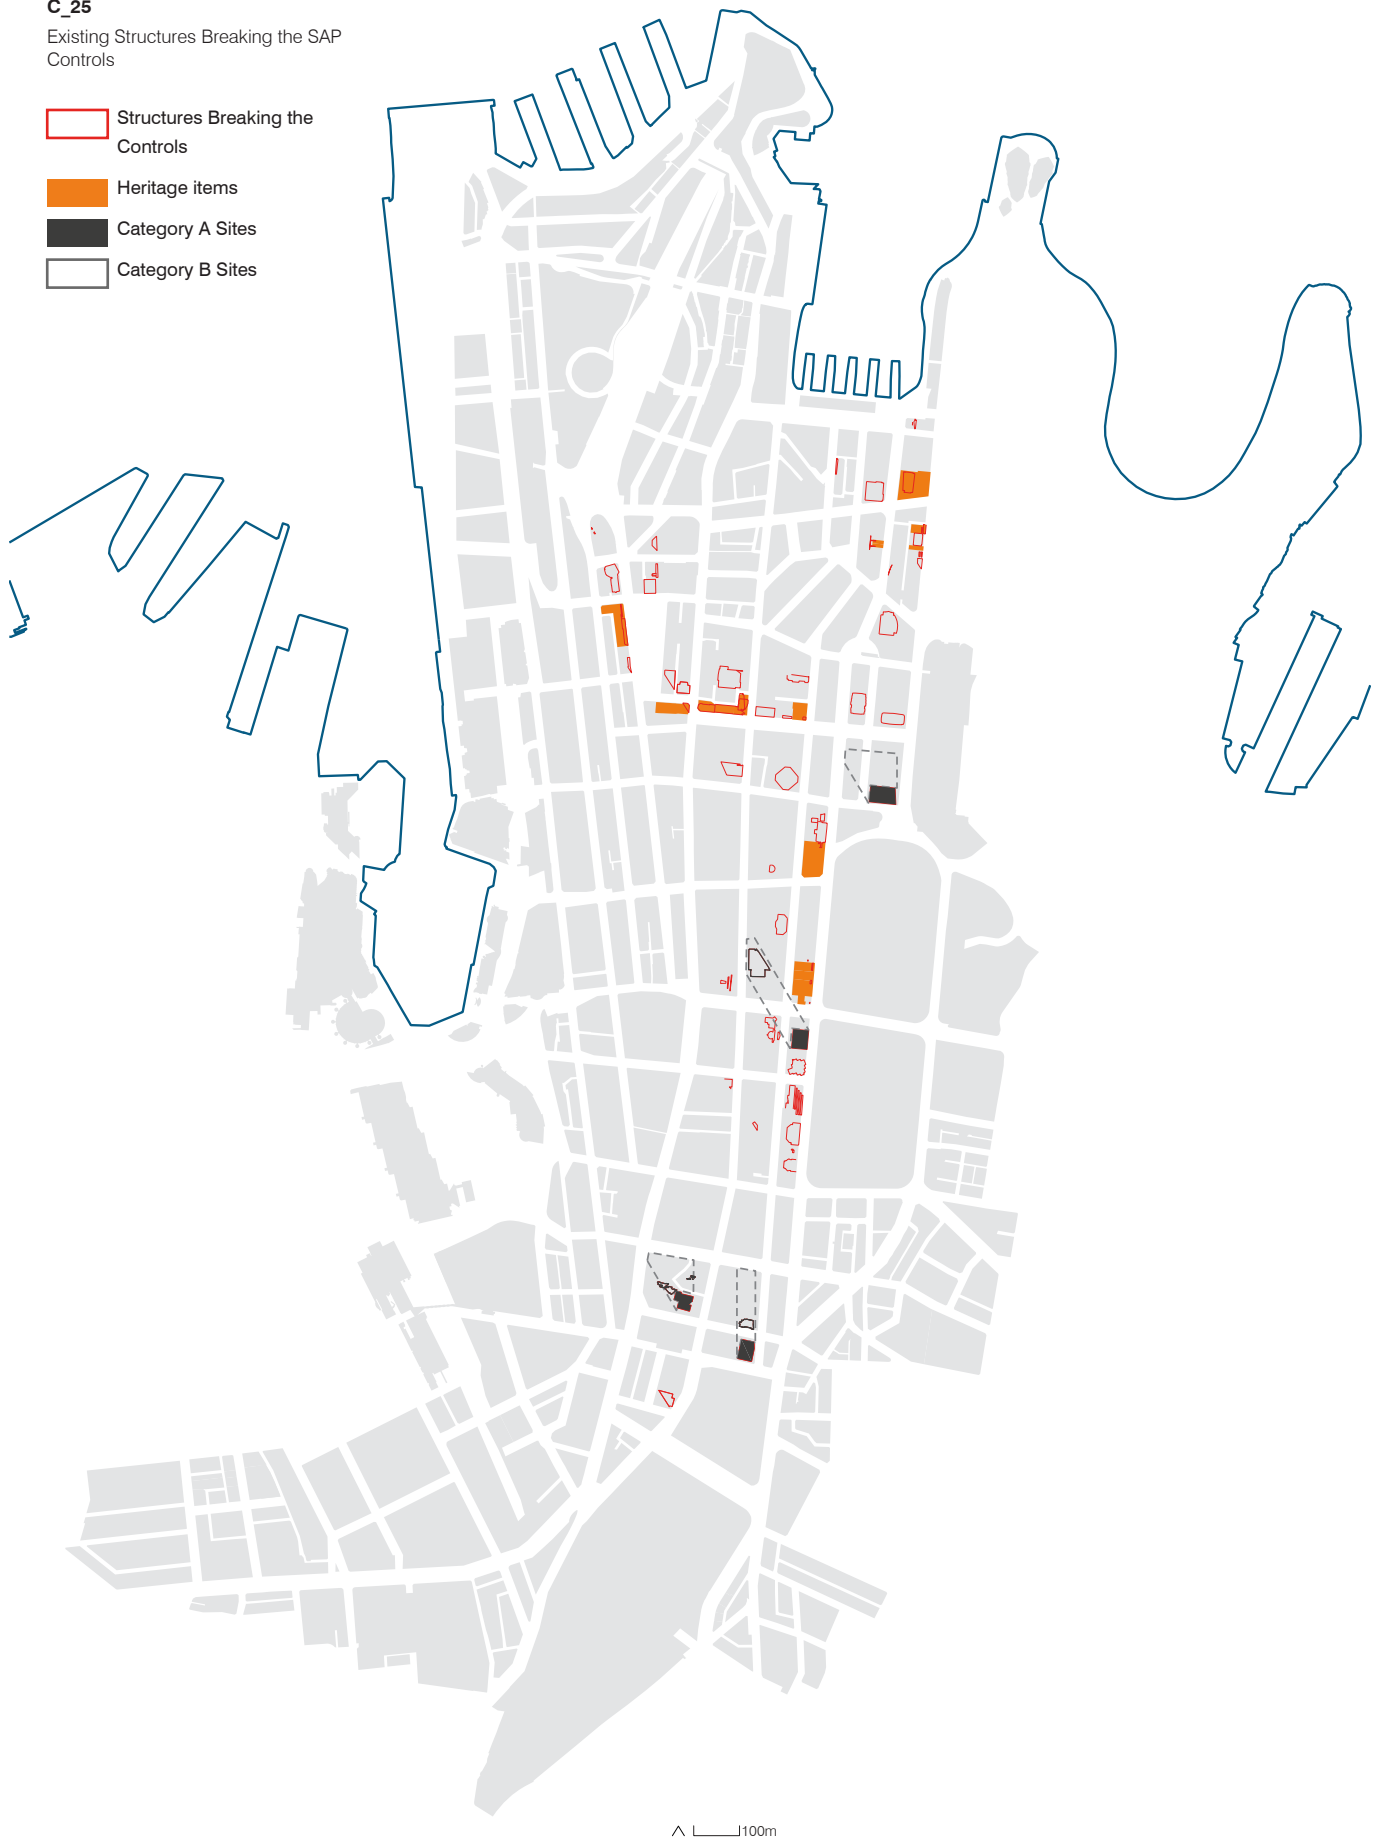 C_25
Existing Structures Breaking the SAP
Controls
Structures Breaking the
Controls
Heritage items
Category A Sites
Category B Sites
100m